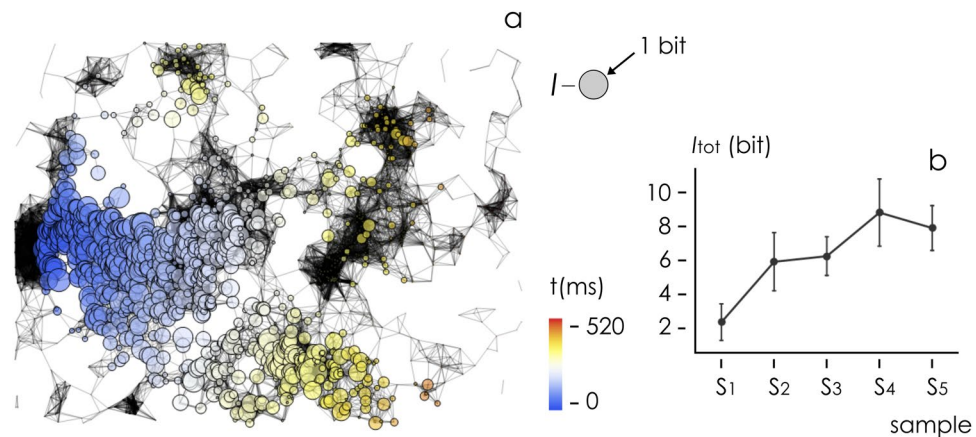 a
1 bit
I –
Itot (bit)
b
10 –
8 –
6 –
4 –
2 –
t(ms)
– 520
– 0
S1 S2 S3 S4 S5
sample